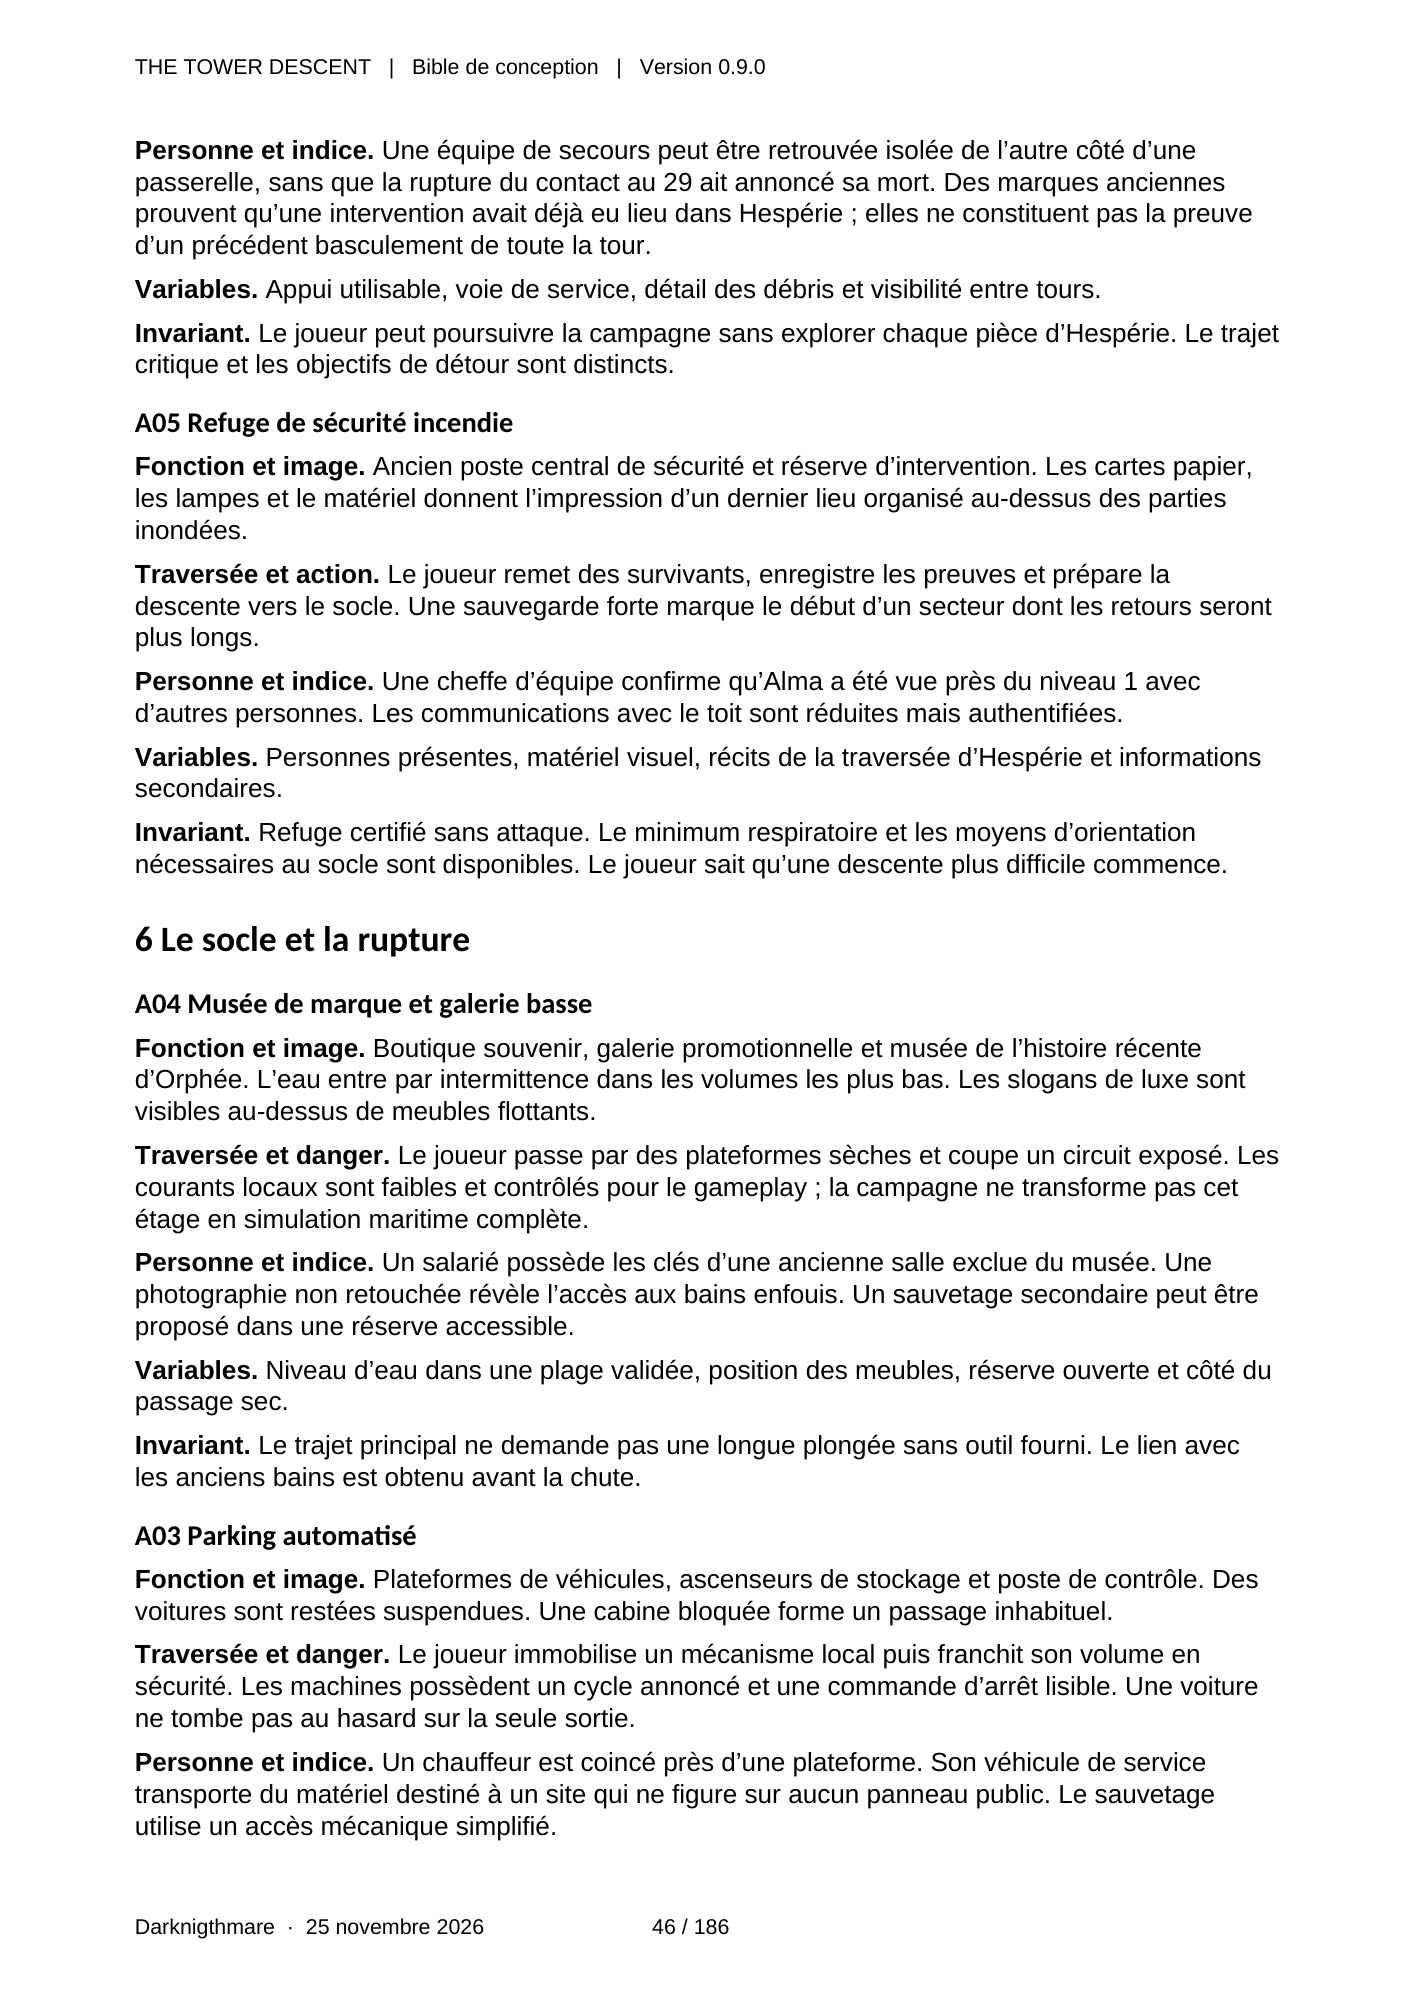 THE TOWER DESCENT | Bible de conception | Version 0.9.0
Personne et indice. Une équipe de secours peut être retrouvée isolée de l’autre côté d’une
passerelle, sans que la rupture du contact au 29 ait annoncé sa mort. Des marques anciennes
prouvent qu’une intervention avait déjà eu lieu dans Hespérie ; elles ne constituent pas la preuve
d’un précédent basculement de toute la tour.
Variables. Appui utilisable, voie de service, détail des débris et visibilité entre tours.
Invariant. Le joueur peut poursuivre la campagne sans explorer chaque pièce d’Hespérie. Le trajet
critique et les objectifs de détour sont distincts.
A05 Refuge de sécurité incendie
Fonction et image. Ancien poste central de sécurité et réserve d’intervention. Les cartes papier,
les lampes et le matériel donnent l’impression d’un dernier lieu organisé au-dessus des parties
inondées.
Traversée et action. Le joueur remet des survivants, enregistre les preuves et prépare la
descente vers le socle. Une sauvegarde forte marque le début d’un secteur dont les retours seront
plus longs.
Personne et indice. Une cheffe d’équipe confirme qu’Alma a été vue près du niveau 1 avec
d’autres personnes. Les communications avec le toit sont réduites mais authentifiées.
Variables. Personnes présentes, matériel visuel, récits de la traversée d’Hespérie et informations
secondaires.
Invariant. Refuge certifié sans attaque. Le minimum respiratoire et les moyens d’orientation
nécessaires au socle sont disponibles. Le joueur sait qu’une descente plus difficile commence.
6 Le socle et la rupture
A04 Musée de marque et galerie basse
Fonction et image. Boutique souvenir, galerie promotionnelle et musée de l’histoire récente
d’Orphée. L’eau entre par intermittence dans les volumes les plus bas. Les slogans de luxe sont
visibles au-dessus de meubles flottants.
Traversée et danger. Le joueur passe par des plateformes sèches et coupe un circuit exposé. Les
courants locaux sont faibles et contrôlés pour le gameplay ; la campagne ne transforme pas cet
étage en simulation maritime complète.
Personne et indice. Un salarié possède les clés d’une ancienne salle exclue du musée. Une
photographie non retouchée révèle l’accès aux bains enfouis. Un sauvetage secondaire peut être
proposé dans une réserve accessible.
Variables. Niveau d’eau dans une plage validée, position des meubles, réserve ouverte et côté du
passage sec.
Invariant. Le trajet principal ne demande pas une longue plongée sans outil fourni. Le lien avec
les anciens bains est obtenu avant la chute.
A03 Parking automatisé
Fonction et image. Plateformes de véhicules, ascenseurs de stockage et poste de contrôle. Des
voitures sont restées suspendues. Une cabine bloquée forme un passage inhabituel.
Traversée et danger. Le joueur immobilise un mécanisme local puis franchit son volume en
sécurité. Les machines possèdent un cycle annoncé et une commande d’arrêt lisible. Une voiture
ne tombe pas au hasard sur la seule sortie.
Personne et indice. Un chauffeur est coincé près d’une plateforme. Son véhicule de service
transporte du matériel destiné à un site qui ne figure sur aucun panneau public. Le sauvetage
utilise un accès mécanique simplifié.
Darknigthmare · 25 novembre 2026 46 / 186